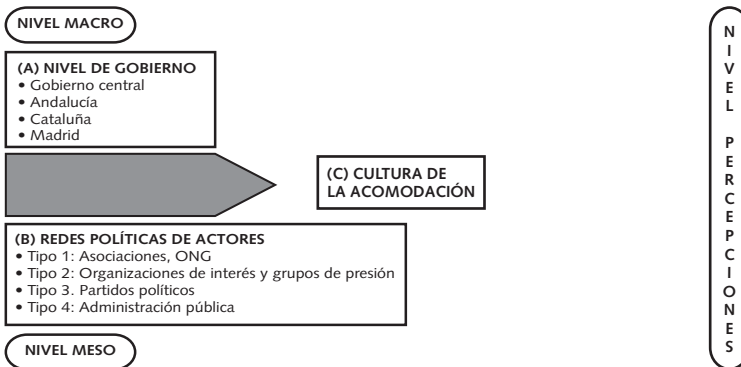 NIVEL MACRO
(A) NIVEL DE GOBIERNO
• Gobierno central
• Andalucía
• Cataluña
• Madrid
(C) CULTURA DE
LA ACOMODACIÓN
(B) REDES POLÍTICAS DE ACTORES
• Tipo 1: Asociaciones, ONG
• Tipo 2: Organizaciones de interés y grupos de presión
• Tipo 3. Partidos políticos
• Tipo 4: Administración pública
NIVEL MESO
NIVEL PERCEPCIONES